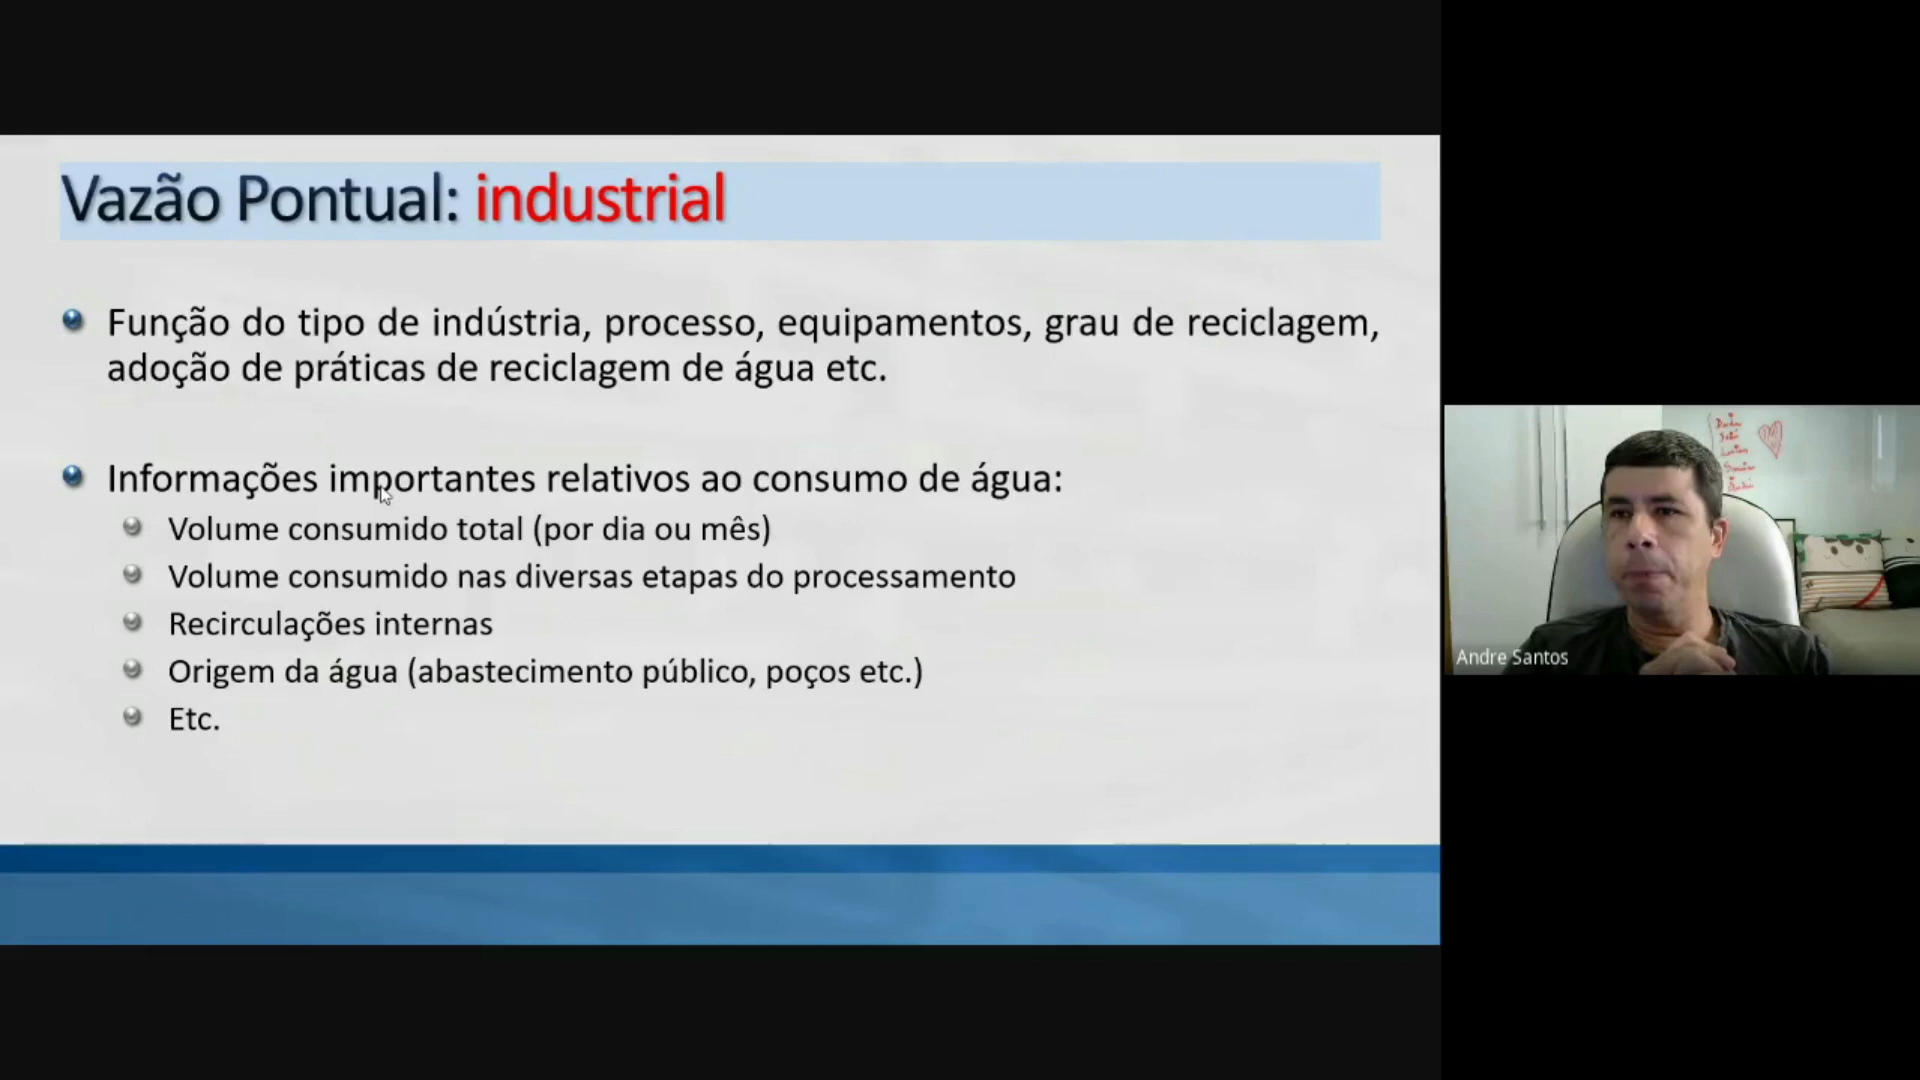 Vazão Pontual: industrial
Função do tipo de indústria, processo, equipamentos, grau de reciclagem,
adoção de práticas de reciclagem de água etc.
Informações importantes relativos ao consumo de água:
Volume consumido total (por dia ou mês)
Volume consumido nas diversas etapas do processamento
Recirculações internas
Origem da água (abastecimento público, poços etc.)
Etc.
Andre Santos